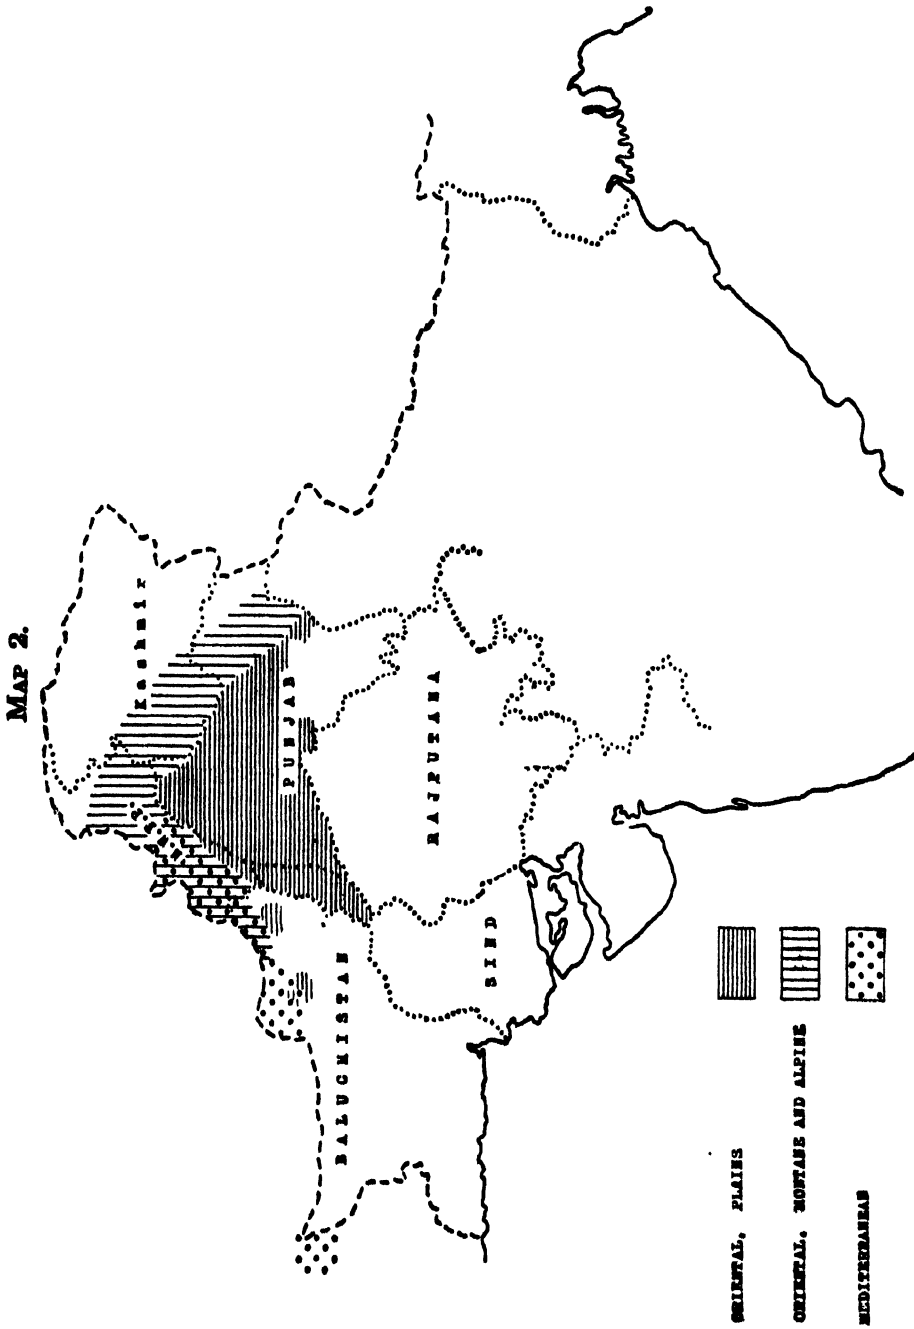 MAP 2.
Kashmir
PUNJAB
RAJPUTANA
BALUCHISTAN
SIND
ORIENTAL, PLAINS
ORIENTAL, MONTANE AND ALPINE
MEDITERRANEAN